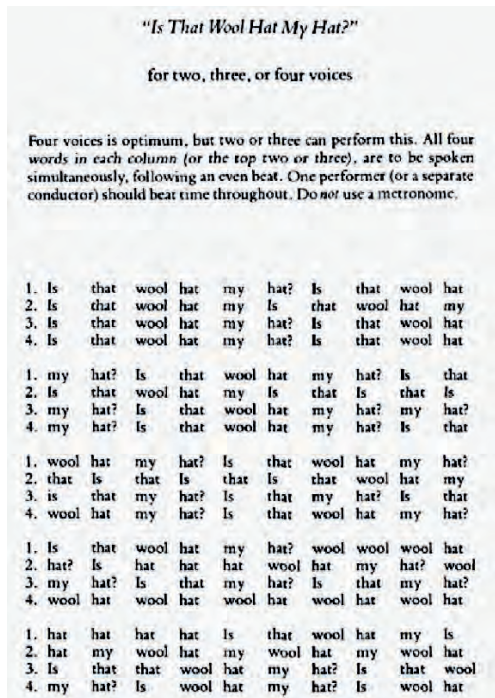 "Is That Wool Hat My Hat?"
for two, three, or four voices
Four voices is optimum, but two or three can perform this. All four
words in each column (or the top two or three), are to be spoken
simultaneously, following an even beat. One performer (or a separate
conductor) should beat time throughout. Do not use a metronome.
1. Is that wool hat my hat? Is that wool hat
2. Is that wool hat my Is that wool hat my
3. Is that wool hat my hat? Is that wool hat
4. Is that wool hat my hat? Is that wool hat
1. my hat? Is that wool hat my hat? Is that
2. Is that wool hat my Is that Is that Is
3. my hat? Is that wool hat my hat? my hat?
4. my hat? Is that wool hat my hat? Is that
1. wool hat my hat? Is that wool hat my hat?
2. that Is that Is that Is that wool hat my
3. is that my hat? Is that my hat? Is that
4. wool hat my hat? Is that wool hat my hat?
1. Is that wool hat my hat? wool wool wool hat
2. hat? Is hat hat hat wool hat my hat? wool
3. my hat? Is that my hat? Is that my hat?
4. wool hat wool hat wool hat wool hat wool hat
1. hat hat hat hat Is that wool hat my Is
2. hat my wool hat my wool hat my wool hat
3. Is that that wool hat my hat? Is that wool
4. my hat? Is wool hat my hat? Is wool hat